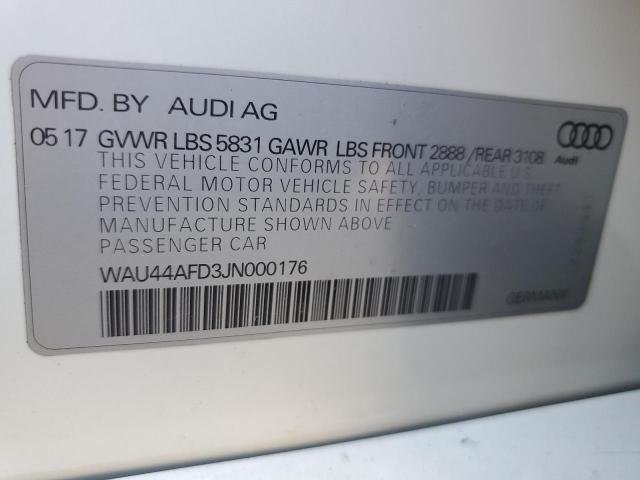 MFD. BY AUDI AG
05 17 GVWR LBS 5831 GAWR LBS FRONT 2888 / REAR 3108
Audi
THIS VEHICLE CONFORMS TO ALL APPLICABLE U.S.
FEDERAL MOTOR VEHICLE SAFETY, BUMPER AND THEFT
PREVENTION STANDARDS IN EFFECT ON THE DATE OF
MANUFACTURE SHOWN ABOVE
PASSENGER CAR
WAU44AFD3JN000176
GERMANY